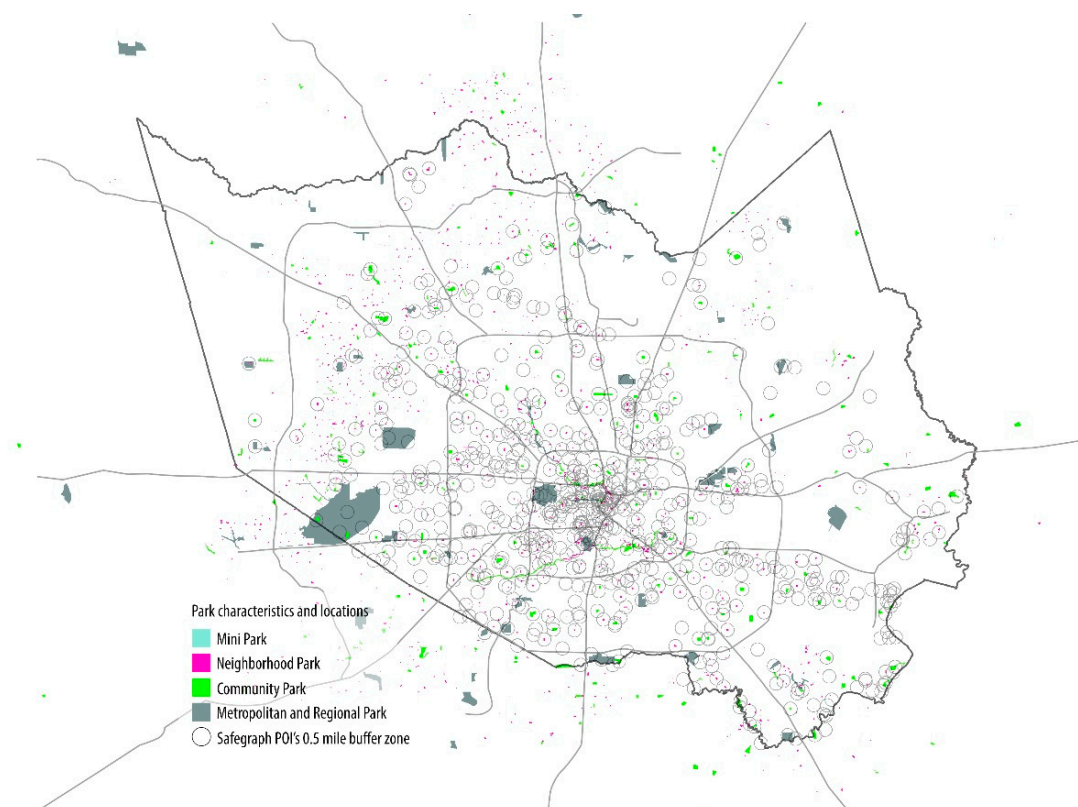 Park characteristics and locations
Mini Park
Neighborhood Park
Community Park
Metropolitan and Regional Park
Safegraph POI's 0.5 mile buffer zone